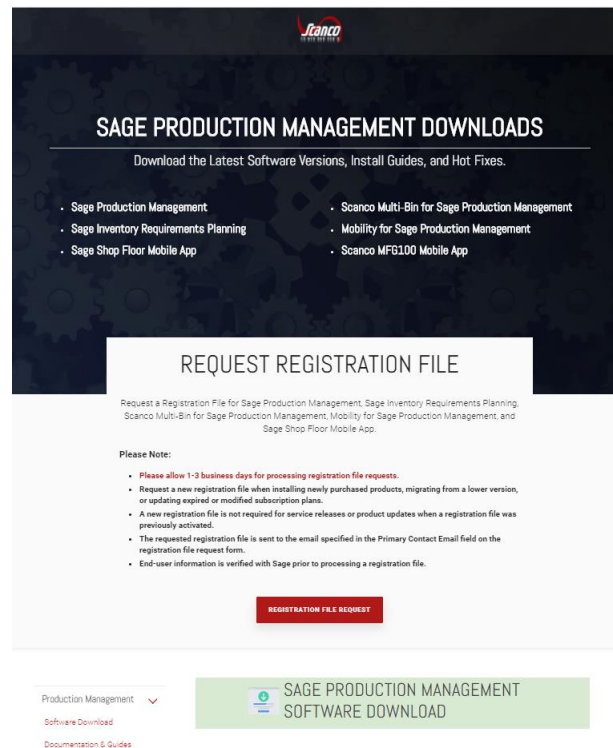 Scanco
SAGE PRODUCTION MANAGEMENT DOWNLOADS
Download the Latest Software Versions, Install Guides, and Hot Fixes.
• Sage Production Management
• Sage Inventory Requirements Planning
• Sage Shop Floor Mobile App
• Scanco Multi-Bin for Sage Production Management
• Mobility for Sage Production Management
• Scanco MFG100 Mobile App
REQUEST REGISTRATION FILE
Request a Registration File for Sage Production Management, Sage Inventory Requirements Planning,
Scanco Multi-Bin for Sage Production Management, Mobility for Sage Production Management, and
Sage Shop Floor Mobile App.
Please Note:
• Please allow 1-3 business days for processing registration file requests.
• Request a new registration file when installing newly purchased products, migrating from a lower version,
or updating expired or modified subscription plans.
• A new registration file is not required for service releases or product updates when a registration file was
previously activated.
• The requested registration file is sent to the email specified in the Primary Contact Email field on the
registration file request form.
• End-user information is verified with Sage prior to processing a registration file.
REGISTRATION FILE REQUEST
Production Management
Software Download
Documentation & Guides
SAGE PRODUCTION MANAGEMENT
SOFTWARE DOWNLOAD